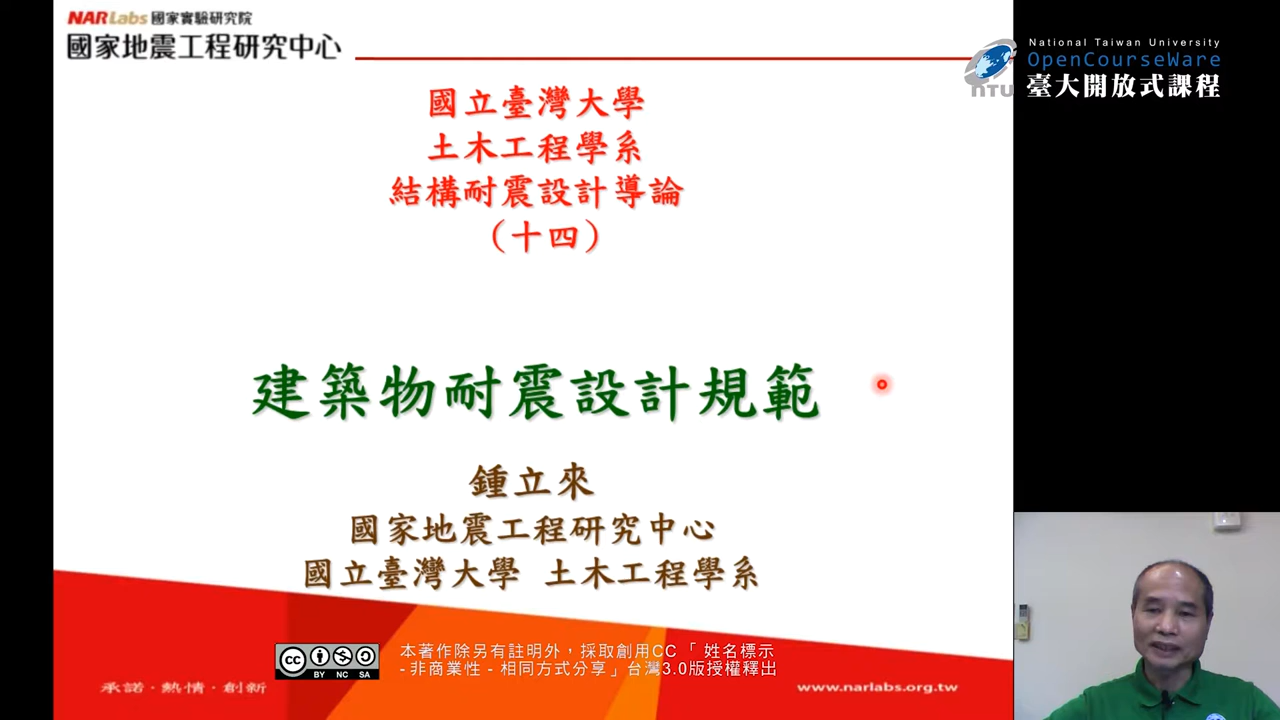 NARLabs 國家實驗研究院
國家地震工程研究中心
National Taiwan University
OpenCourseWare
臺大開放式課程
NTU
國立臺灣大學
土木工程學系
結構耐震設計導論
（十四）
建築物耐震設計規範
鍾立來
國家地震工程研究中心
國立臺灣大學 土木工程學系
cc BY NC SA
本著作除另有註明外，採取創用CC「 姓名標示
- 非商業性 - 相同方式分享」台灣3.0版授權釋出
承諾．熱情．創新
www.narlabs.org.tw